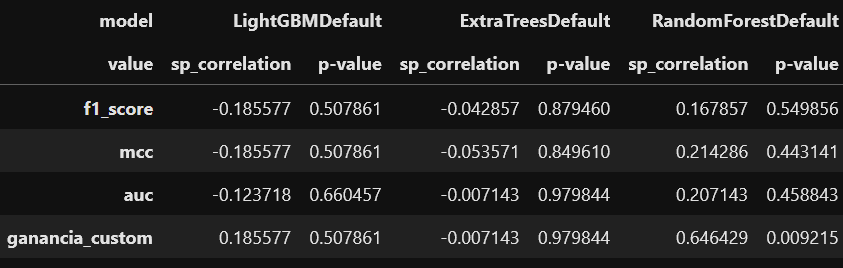 model LightGBMDefault ExtraTreesDefault RandomForestDefault
value sp_correlation p-value sp_correlation p-value sp_correlation p-value
f1_score -0.185577 0.507861 -0.042857 0.879460 0.167857 0.549856
mcc -0.185577 0.507861 -0.053571 0.849610 0.214286 0.443141
auc -0.123718 0.660457 -0.007143 0.979844 0.207143 0.458843
ganancia_custom 0.185577 0.507861 -0.007143 0.979844 0.646429 0.009215